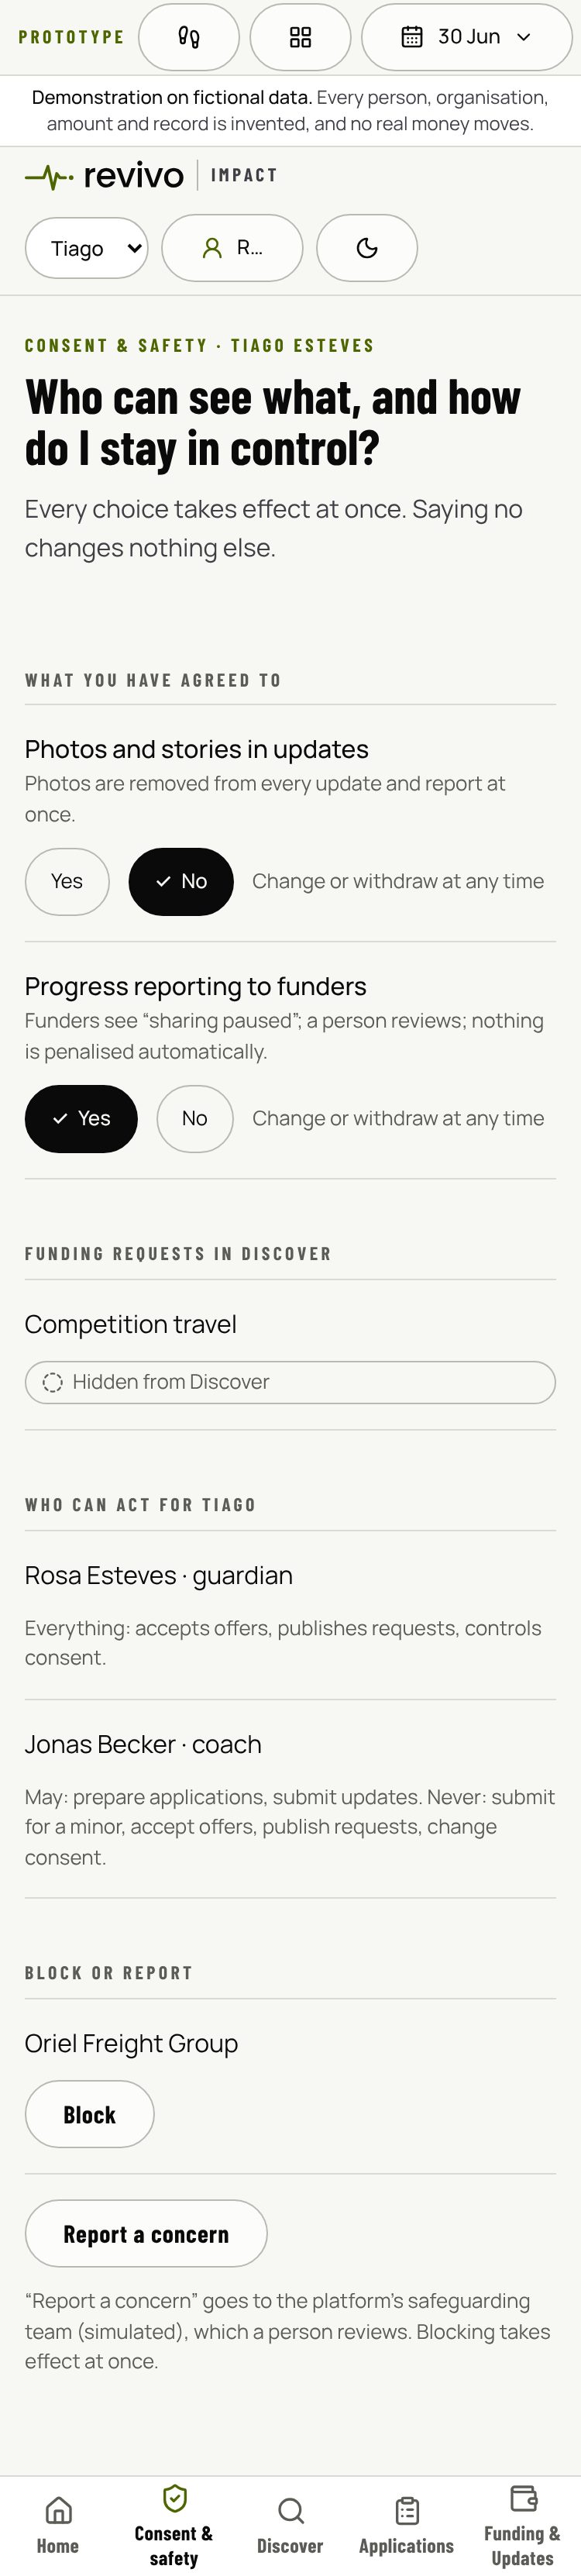 PROTOTYPE
30 Jun
Demonstration on fictional data. Every person, organisation,
amount and record is invented, and no real money moves.
revivo IMPACT
Tiago
R...
CONSENT & SAFETY · TIAGO ESTEVES
Who can see what, and how
do I stay in control?
Every choice takes effect at once. Saying no
changes nothing else.
WHAT YOU HAVE AGREED TO
Photos and stories in updates
Photos are removed from every update and report at
once.
Yes
No
Change or withdraw at any time
Progress reporting to funders
Funders see “sharing paused”; a person reviews; nothing
is penalised automatically.
Yes
No
Change or withdraw at any time
FUNDING REQUESTS IN DISCOVER
Competition travel
Hidden from Discover
WHO CAN ACT FOR TIAGO
Rosa Esteves · guardian
Everything: accepts offers, publishes requests, controls
consent.
Jonas Becker · coach
May: prepare applications, submit updates. Never: submit
for a minor, accept offers, publish requests, change
consent.
BLOCK OR REPORT
Oriel Freight Group
Block
Report a concern
“Report a concern” goes to the platform’s safeguarding
team (simulated), which a person reviews. Blocking takes
effect at once.
Home
Consent &
safety
Discover
Applications
Funding &
Updates